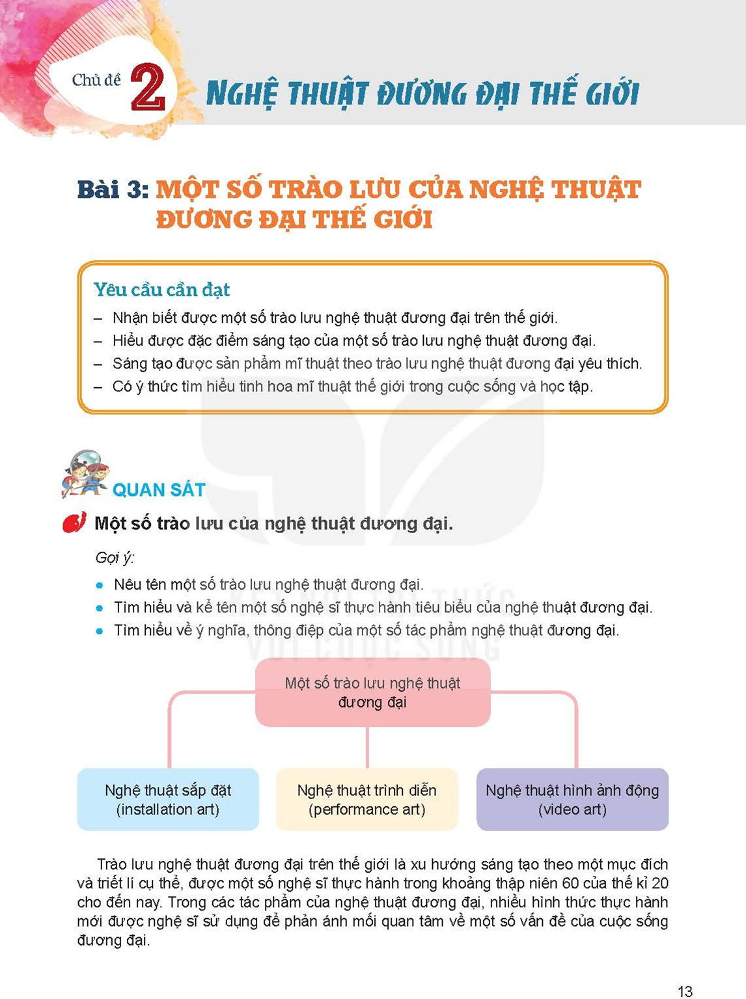 Chủ đề 2
NGHỆ THUẬT ĐƯƠNG ĐẠI THẾ GIỚI
Bài 3: MỘT SỐ TRÀO LƯU CỦA NGHỆ THUẬT
ĐƯƠNG ĐẠI THẾ GIỚI
Yêu cầu cần đạt
– Nhận biết được một số trào lưu nghệ thuật đương đại trên thế giới.
– Hiểu được đặc điểm sáng tạo của một số trào lưu nghệ thuật đương đại.
– Sáng tạo được sản phẩm mĩ thuật theo trào lưu nghệ thuật đương đại yêu thích.
– Có ý thức tìm hiểu tinh hoa mĩ thuật thế giới trong cuộc sống và học tập.
QUAN SÁT
Một số trào lưu của nghệ thuật đương đại.
Gợi ý:
• Nêu tên một số trào lưu nghệ thuật đương đại.
• Tìm hiểu và kể tên một số nghệ sĩ thực hành tiêu biểu của nghệ thuật đương đại.
• Tìm hiểu về ý nghĩa, thông điệp của một số tác phẩm nghệ thuật đương đại.
KẾT NỐI TRI THỨC
VỚI CUỘC SỐNG
Một số trào lưu nghệ thuật
đương đại
Nghệ thuật sắp đặt
(installation art)
Nghệ thuật trình diễn
(performance art)
Nghệ thuật hình ảnh động
(video art)
Trào lưu nghệ thuật đương đại trên thế giới là xu hướng sáng tạo theo một mục đích
và triết lí cụ thể, được một số nghệ sĩ thực hành trong khoảng thập niên 60 của thế kỉ 20
cho đến nay. Trong các tác phẩm của nghệ thuật đương đại, nhiều hình thức thực hành
mới được nghệ sĩ sử dụng để phản ánh mối quan tâm về một số vấn đề của cuộc sống
đương đại.
13